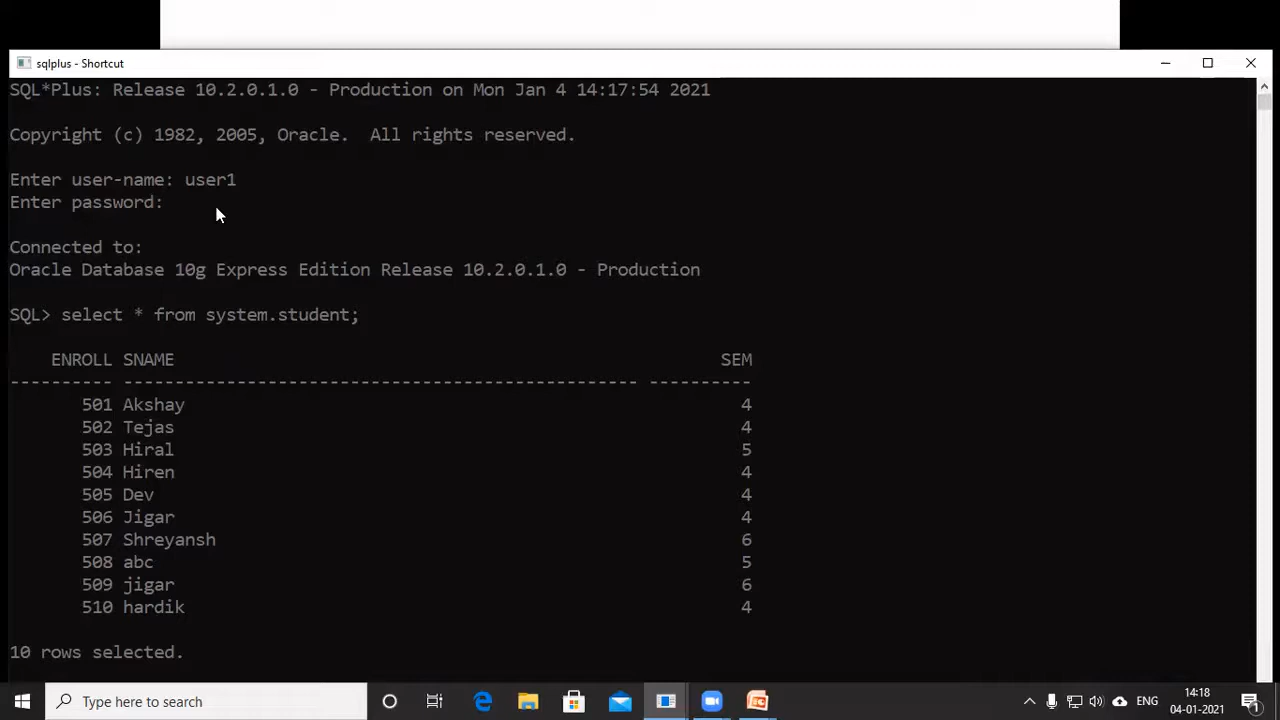 sqlplus - Shortcut
SQL*Plus: Release 10.2.0.1.0 - Production on Mon Jan 4 14:17:54 2021
Copyright (c) 1982, 2005, Oracle.  All rights reserved.
Enter user-name: user1
Enter password:
Connected to:
Oracle Database 10g Express Edition Release 10.2.0.1.0 - Production
SQL> select * from system.student;
ENROLL SNAME SEM
---------- -------------------------------------------------- ----------
501 Akshay 4
502 Tejas 4
503 Hiral 5
504 Hiren 4
505 Dev 4
506 Jigar 4
507 Shreyansh 6
508 abc 5
509 jigar 6
510 hardik 4
10 rows selected.
Type here to search
ENG
14:18
04-01-2021
1